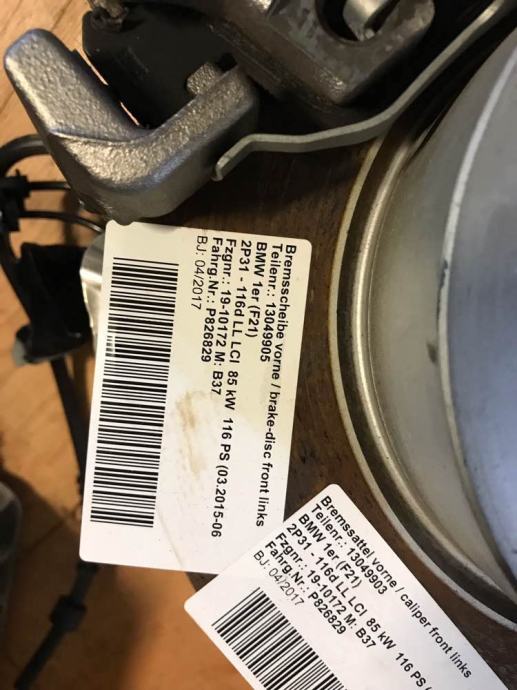 Bremsscheibe vorne / brake-disc front links
Teilenr.: 13049905
BMW 1er (F21)
2P31 - 116d LL LCI 85 kW 116 PS (03.2015-06
Fzgnr.: 19-10172 M: B37
Fahrg.Nr.: P826829
BJ: 04/2017
Bremssattel vorne / caliper front links
Teilenr.: 13049903
BMW 1er (F21)
2P31 - 116d LL LCI 85 kW 116 PS
Fzgnr.: 19-10172 M: B37
Fahrg.Nr.: P826829
BJ: 04/2017